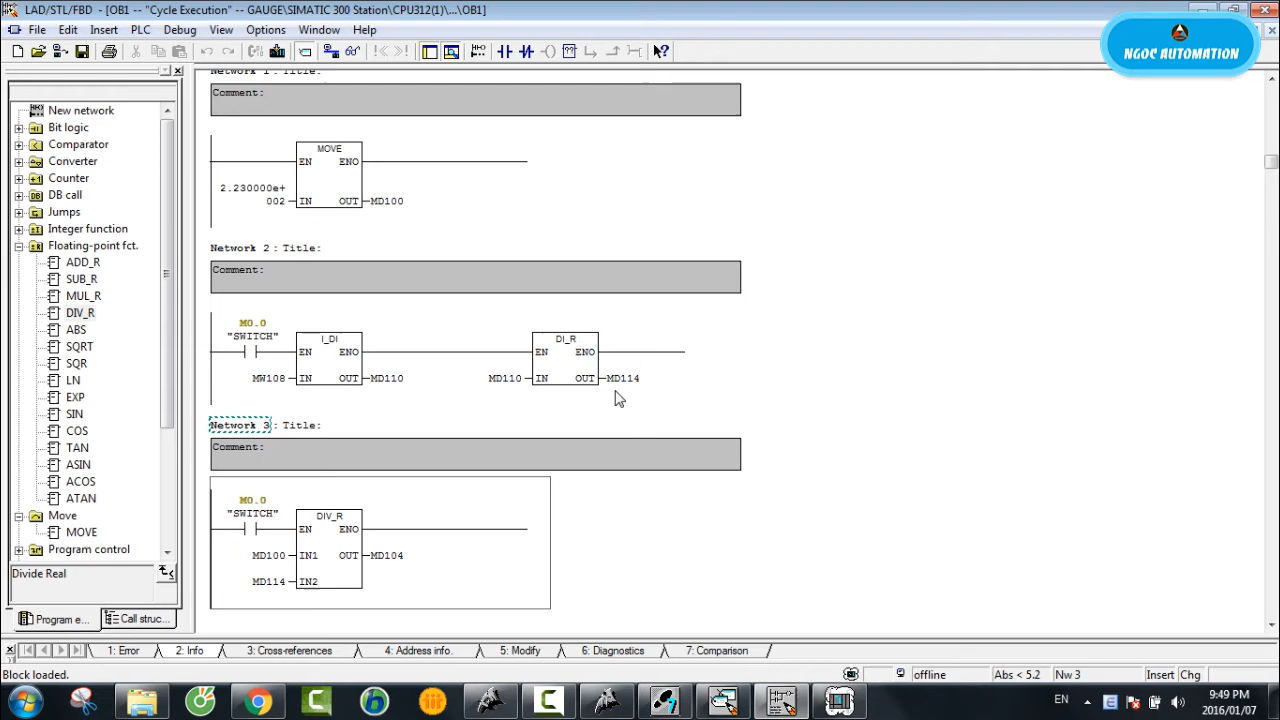 LAD/STL/FBD - [OB1 -- "Cycle Execution" -- GAUGE\SIMATIC 300 Station\CPU312(1)\...\OB1]
File Edit Insert PLC Debug View Options Window Help
NGOC AUTOMATION
New network
Bit logic
Comparator
Converter
Counter
DB call
Jumps
Integer function
Floating-point fct.
ADD_R
SUB_R
MUL_R
DIV_R
ABS
SQRT
SQR
LN
EXP
SIN
COS
TAN
ASIN
ACOS
ATAN
Move
MOVE
Program control
Divide Real
Program e...
Call struc...
Network 1 : Title:
Comment:
MOVE
EN ENO
2.230000e+
002 IN OUT MD100
Network 2 : Title:
Comment:
M0.0
"SWITCH" I_DI DI_R
EN ENO EN ENO
MW108 IN OUT MD110 MD110 IN OUT MD114
Network 3 : Title:
Comment:
M0.0
"SWITCH" DIV_R
EN ENO
MD100 IN1 OUT MD104
MD114 IN2
1: Error 2: Info 3: Cross-references 4: Address info. 5: Modify 6: Diagnostics 7: Comparison
Block loaded. offline Abs < 5.2 Nw 3 Insert Chg
EN 9:49 PM
2016/01/07